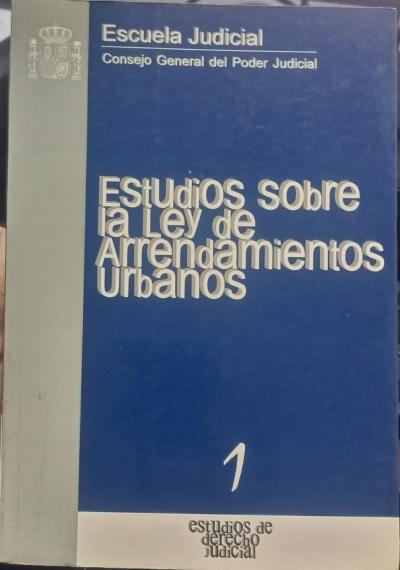 Escuela Judicial
Consejo General del Poder Judicial
Estudios sobre
la Ley de
Arrendamientos
Urbanos
1
estudios de
derecho
judicial